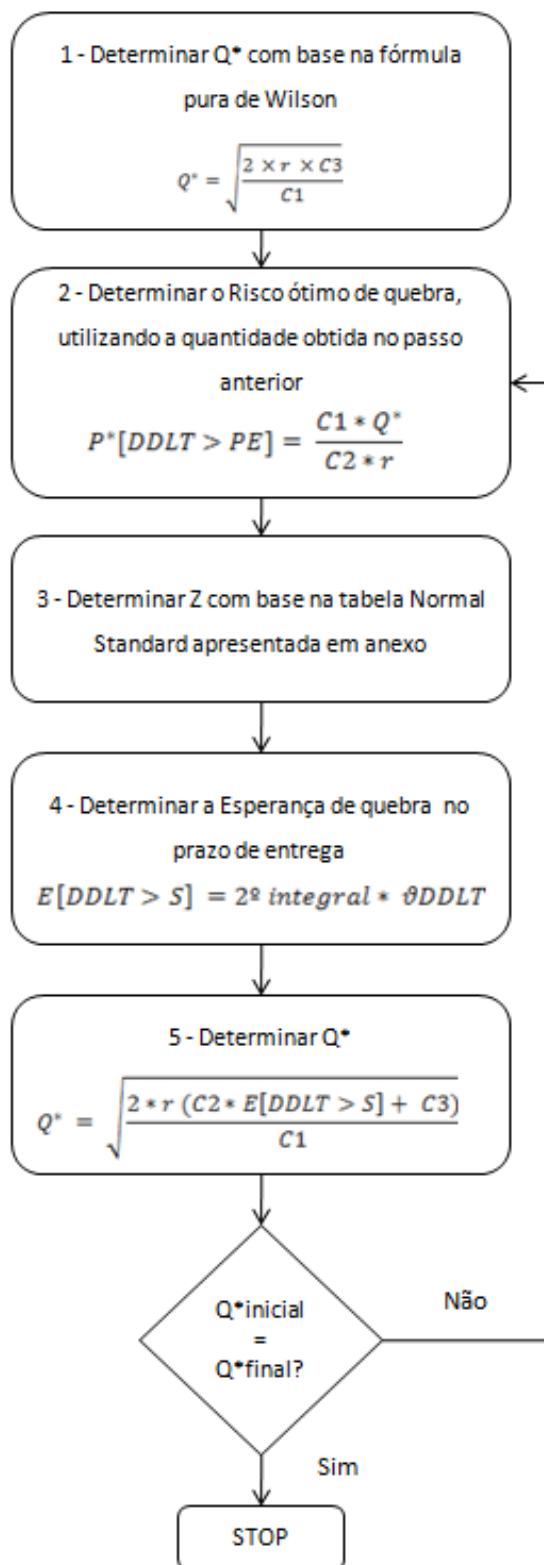 1 - Determinar Q* com base na fórmula
pura de Wilson
Q* = √((2 × r × C3) / C1)
2 - Determinar o Risco ótimo de quebra,
utilizando a quantidade obtida no passo
anterior
P*[DDLT > PE] = (C1 * Q*) / (C2 * r)
3 - Determinar Z com base na tabela Normal
Standard apresentada em anexo
4 - Determinar a Esperança de quebra no
prazo de entrega
E[DDLT > S] = 2º integral * ϑDDLT
5 - Determinar Q*
Q* = √((2 * r (C2 * E[DDLT > S] + C3)) / C1)
Q*inicial
=
Q*final?
Não
Sim
STOP